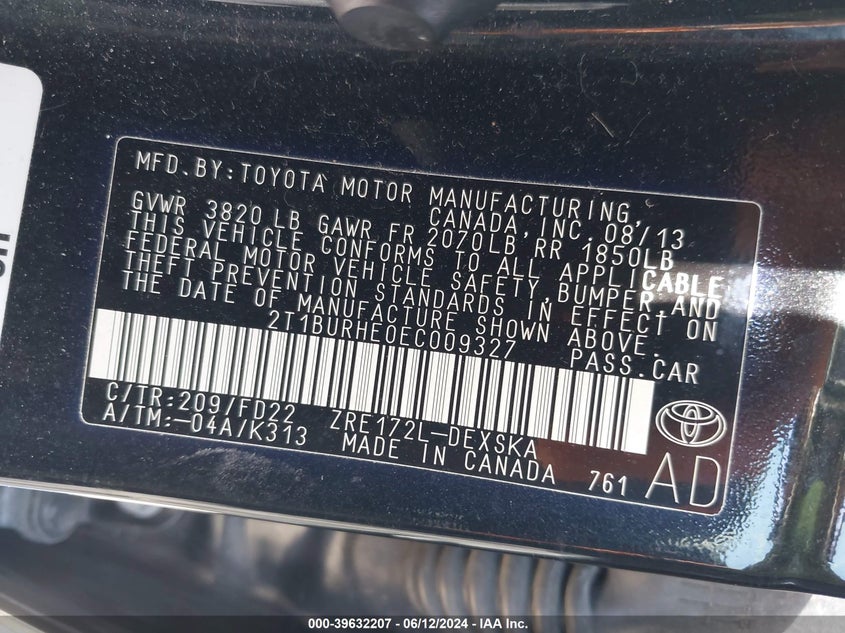 MFD.BY:TOYOTA MOTOR MANUFACTURING,
CANADA,INC.08/13
GVWR 3820 LB GAWR FR 2070LB RR 1850LB
THIS VEHICLE CONFORMS TO ALL APPLICABLE
FEDERAL MOTOR VEHICLE SAFETY,BUMPER,AND
THEFT PREVENTION STANDARDS IN EFFECT ON
THE DATE OF MANUFACTURE SHOWN ABOVE.
2T1BURHE0EC009327 PASS.CAR
C/TR:209/FD22 ZRE172L-DEXSKA
A/TM:-04A/K313 MADE IN CANADA 761 AD
000-39632207 - 06/12/2024 - IAA Inc.